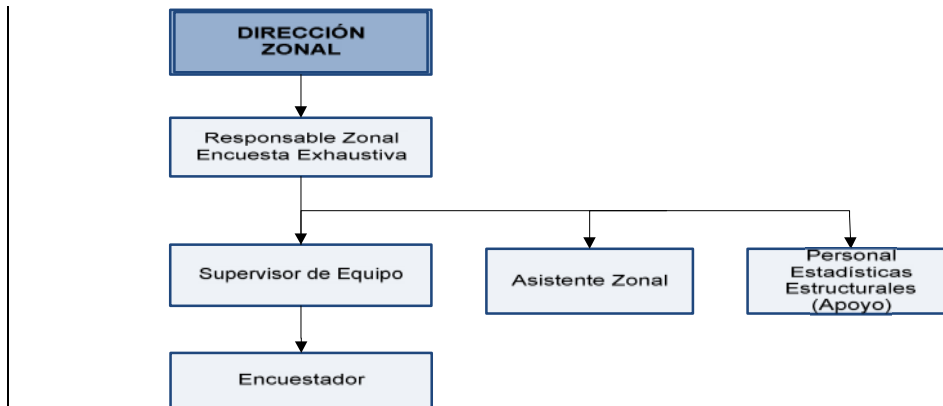 DIRECCIÓN
ZONAL
Responsable Zonal
Encuesta Exhaustiva
Supervisor de Equipo
Asistente Zonal
Personal
Estadísticas
Estructurales
(Apoyo)
Encuestador